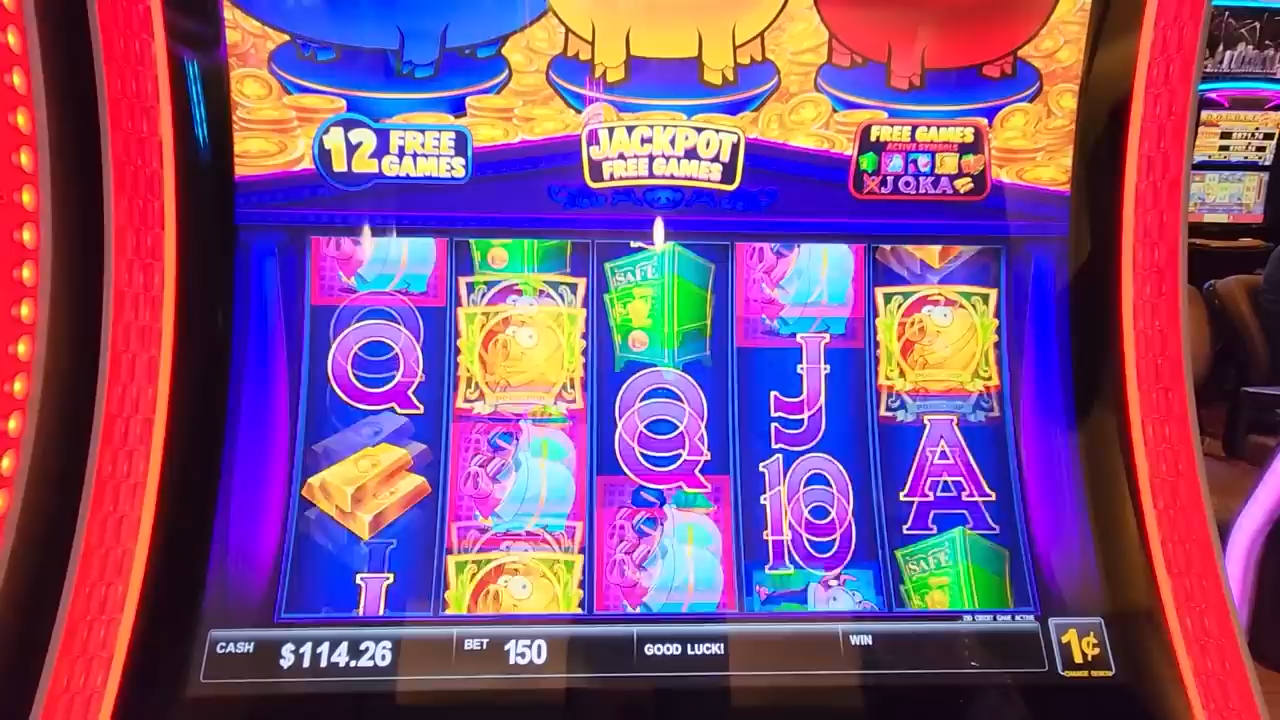 12 FREE GAMES
JACKPOT
FREE GAMES
FREE GAMES
ACTIVE SYMBOLS
J Q K A
SAFE
Q
Q
J
10
A
SAFE
J
CASH $114.26
BET 150
GOOD LUCK!
WIN
1¢